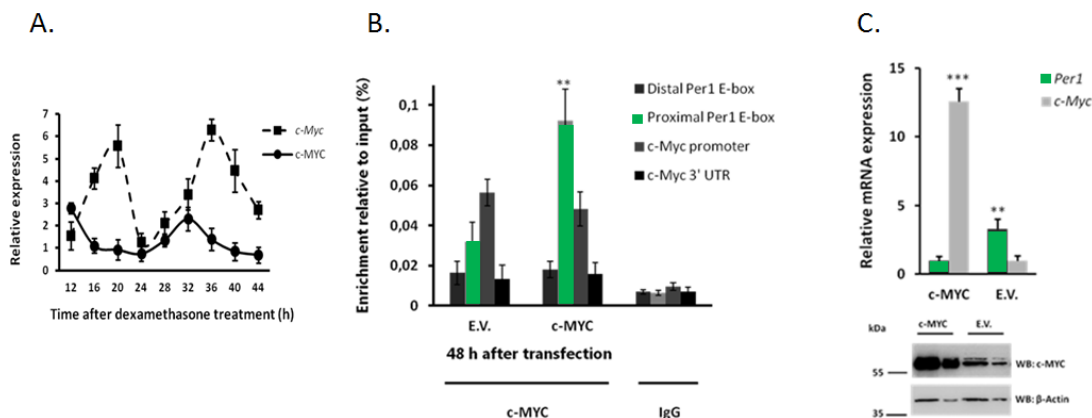 A.
Relative expression
7
6
5
4
3
2
1
0
12 16 20 24 28 32 36 40 44
Time after dexamethasone treatment (h)
c-Myc
c-MYC
B.
Enrichment relative to input (%)
0,1
0,08
0,06
0,04
0,02
0
**
Distal Per1 E-box
Proximal Per1 E-box
c-Myc promoter
c-Myc 3' UTR
E.V. c-MYC
48 h after transfection
c-MYC IgG
C.
Relative mRNA expression
15
10
5
0
***
**
Per1
c-Myc
c-MYC E.V.
kDa c-MYC E.V.
55
WB: c-MYC
35
WB: β-Actin